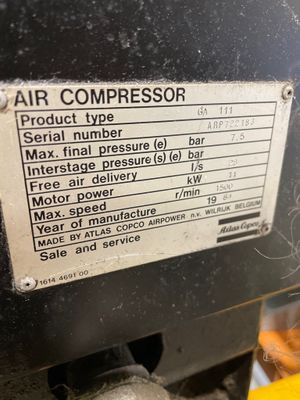 AIR COMPRESSOR
Product type GA 111
Serial number ARP722183
Max. final pressure (e) bar 7.5
Interstage pressure (s) (e) bar
Free air delivery l/s 28
Motor power kW 11
Max. speed r/min 1500
Year of manufacture 19
MADE BY ATLAS COPCO AIRPOWER n.v. WILRIJK BELGIUM
Sale and service Atlas Copco
1614 4691 00